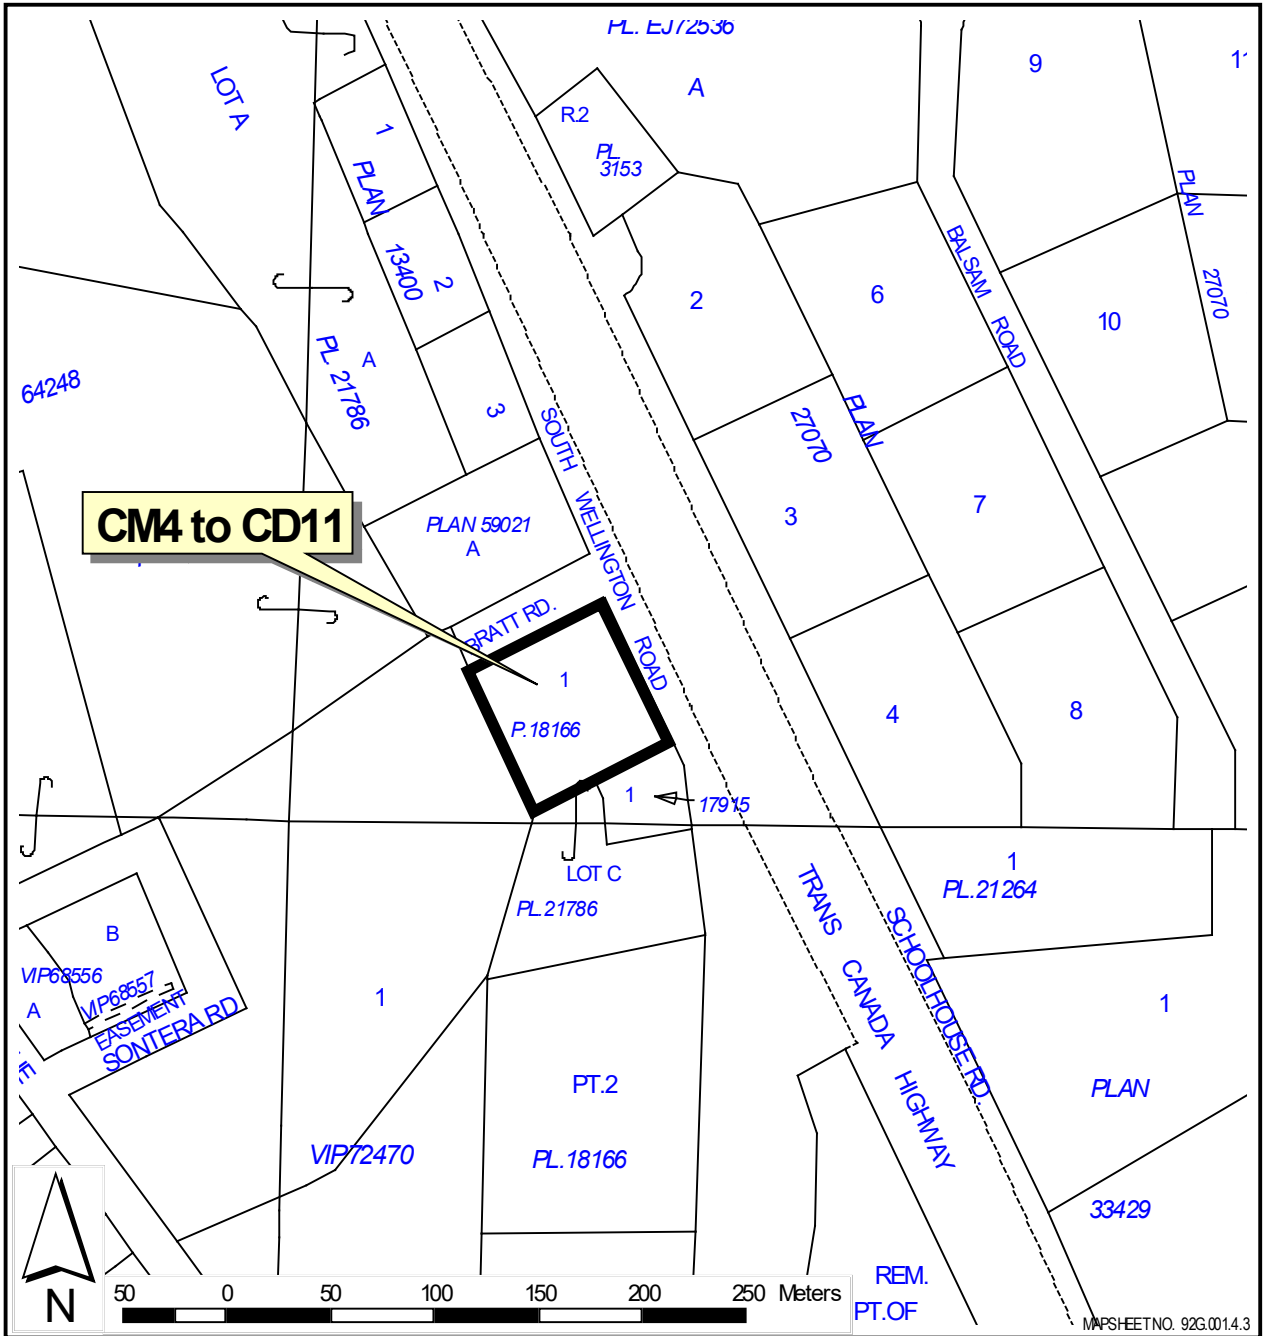 PL. EJ72536
A
9
LOT A
1
PLAN
13400
2
3
R.2
PL
3153
A
PL. 21786
64248
2
6
BALSAM ROAD
10
PLAN
27070
3
PLAN
27070
7
SOUTH WELLINGTON ROAD
CM4 to CD11
PLAN 59021
A
BRATT RD.
1
P.18166
4
8
1
17915
LOT C
PL.21786
1
PL.21264
B
VIP68556
A
VIP68557
EASEMENT
SONTERA RD
1
TRANS CANADA HIGHWAY
SCHOOLHOUSE RD.
1
PLAN
33429
PT.2
PL.18166
VIP72470
REM.
PT.OF
N
50 0 50 100 150 200 250 Meters
MAPSHEET NO. 92G.001.4.3